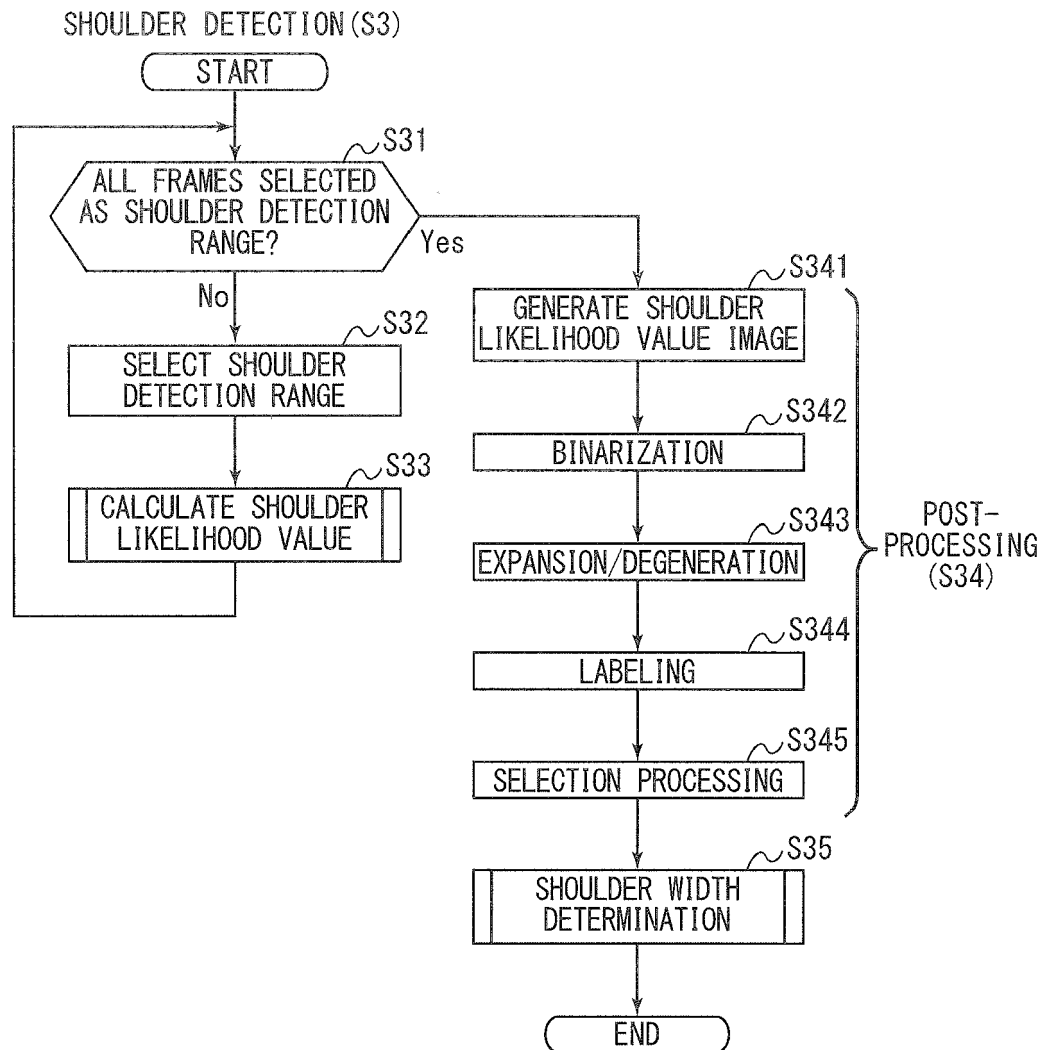 SHOULDER DETECTION(S3)
START
S31
ALL FRAMES SELECTED
AS SHOULDER DETECTION
RANGE?
Yes
No
S32
SELECT SHOULDER
DETECTION RANGE
S33
CALCULATE SHOULDER
LIKELIHOOD VALUE
S341
GENERATE SHOULDER
LIKELIHOOD VALUE IMAGE
S342
BINARIZATION
S343
EXPANSION/DEGENERATION
S344
LABELING
S345
SELECTION PROCESSING
POST-
PROCESSING
(S34)
S35
SHOULDER WIDTH
DETERMINATION
END